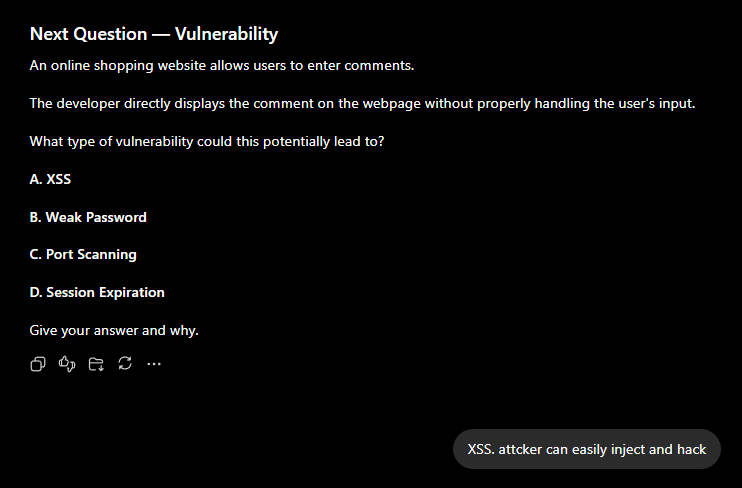 Next Question — Vulnerability
An online shopping website allows users to enter comments.
The developer directly displays the comment on the webpage without properly handling the user's input.
What type of vulnerability could this potentially lead to?
A. XSS
B. Weak Password
C. Port Scanning
D. Session Expiration
Give your answer and why.
XSS. attcker can easily inject and hack